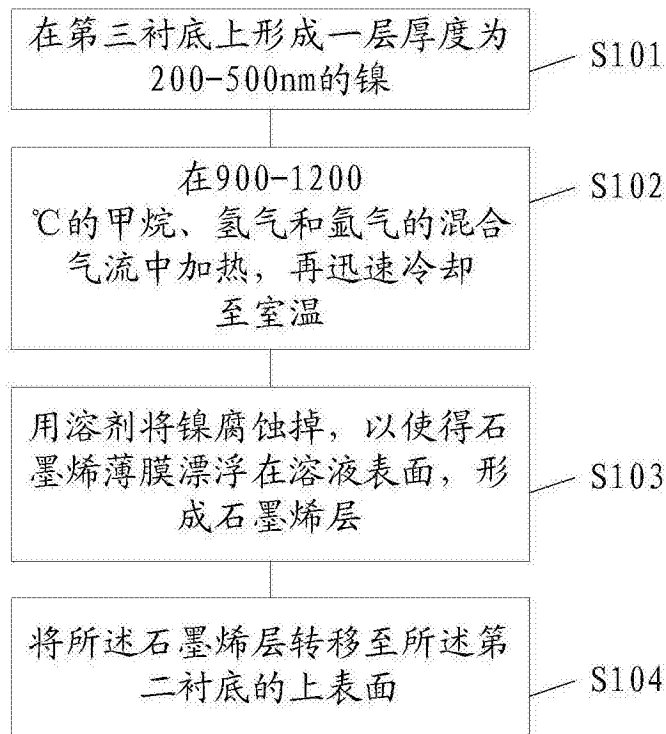 在第三衬底上形成一层厚度为
200-500nm的镍
S101
在900-1200
℃的甲烷、氢气和氩气的混合
气流中加热，再迅速冷却
至室温
S102
用溶剂将镍腐蚀掉，以使得石
墨烯薄膜漂浮在溶液表面，形
成石墨烯层
S103
将所述石墨烯层转移至所述第
二衬底的上表面
S104